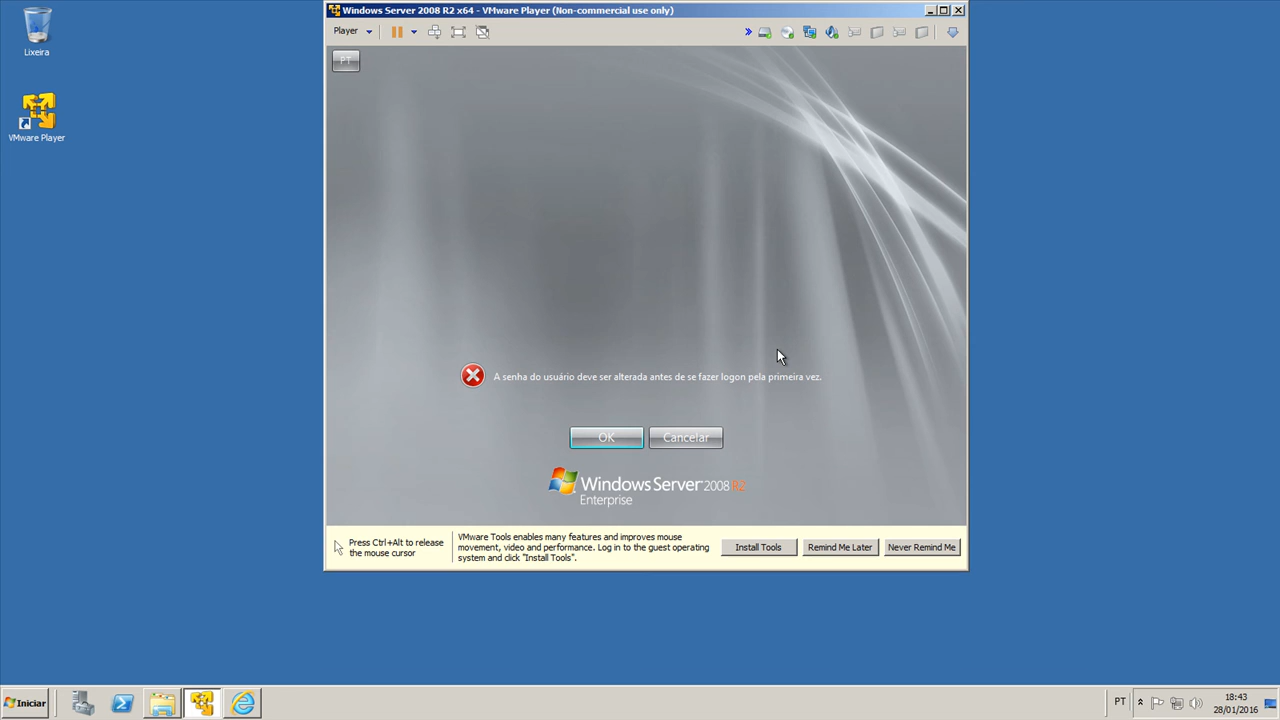 Lixeira
VMware Player
Windows Server 2008 R2 x64 - VMware Player (Non-commercial use only)
Player
PT
A senha do usuário deve ser alterada antes de se fazer logon pela primeira vez.
OK
Cancelar
Windows Server 2008 R2
Enterprise
Press Ctrl+Alt to release
the mouse cursor
VMware Tools enables many features and improves mouse
movement, video and performance. Log in to the guest operating
system and click "Install Tools".
Install Tools
Remind Me Later
Never Remind Me
Iniciar
PT
18:43
28/01/2016